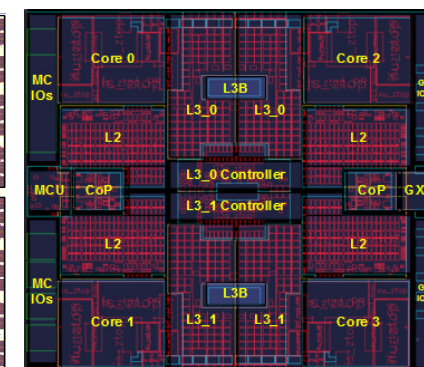 Core 0
Core 2
MC
IOs
L3B
L3_0
L3_0
L2
L2
L3_0 Controller
MCU
CoP
CoP
GX
L3_1 Controller
L2
L2
MC
IOs
L3B
Core 1
L3_1
L3_1
Core 3